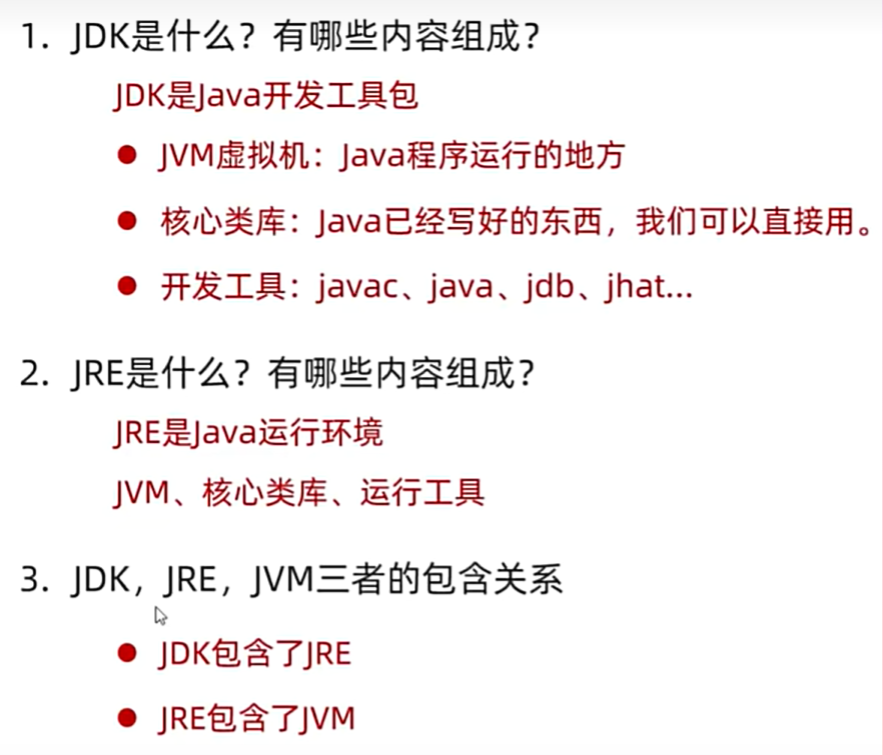 1. JDK是什么？有哪些内容组成？
JDK是Java开发工具包
● JVM虚拟机：Java程序运行的地方
● 核心类库：Java已经写好的东西，我们可以直接用。
● 开发工具：javac、java、jdb、jhat...
2. JRE是什么？有哪些内容组成？
JRE是Java运行环境
JVM、核心类库、运行工具
3. JDK，JRE，JVM三者的包含关系
● JDK包含了JRE
● JRE包含了JVM